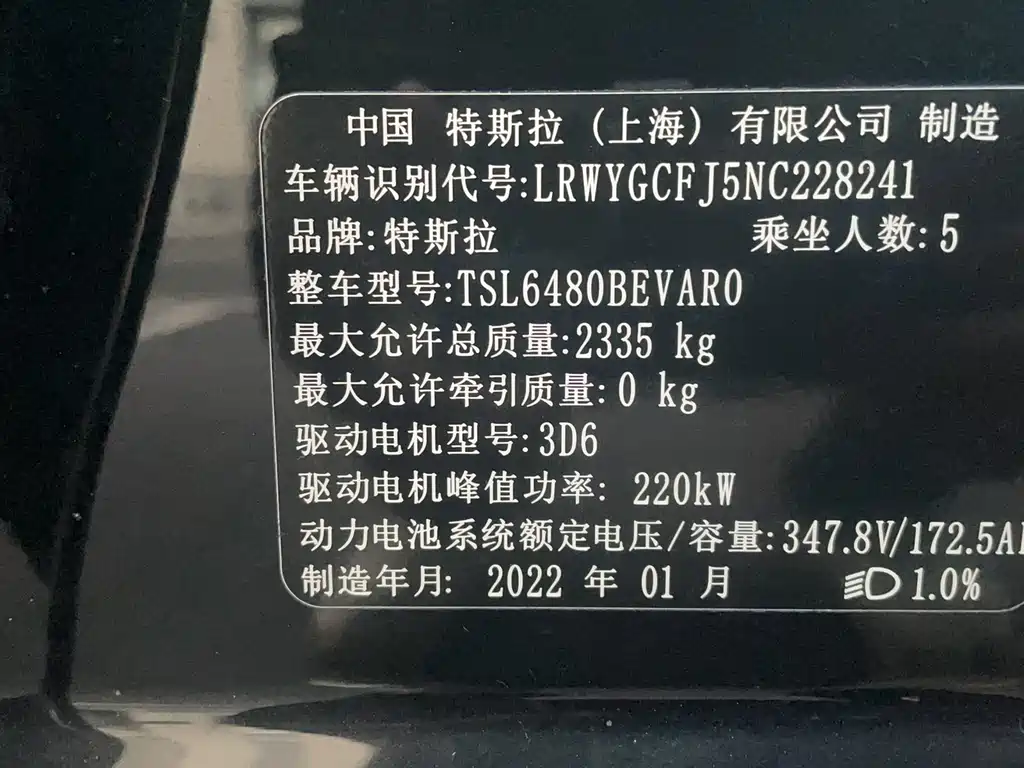 中国 特斯拉 (上海) 有限公司 制造
车辆识别代号:LRWYGCFJ5NC228241
品牌:特斯拉 乘坐人数:5
整车型号:TSL6480BEVAR0
最大允许总质量:2335 kg
最大允许牵引质量:0 kg
驱动电机型号:3D6
驱动电机峰值功率: 220kW
动力电池系统额定电压/容量:347.8V/172.5Ah
制造年月: 2022 年 01 月 1.0%